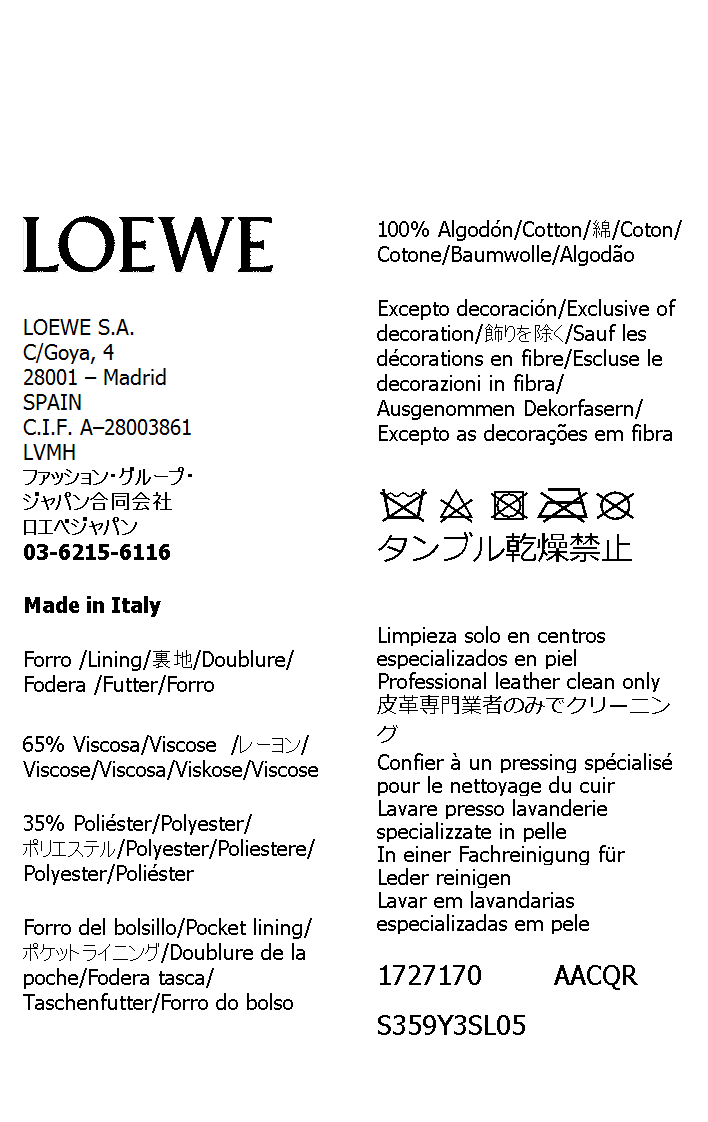 LOEWE
LOEWE S.A.
C/Goya, 4
28001 – Madrid
SPAIN
C.I.F. A–28003861
LVMH
ファッション・グループ・
ジャパン合同会社
ロエベジャパン
03-6215-6116
Made in Italy
Forro /Lining/裏地/Doublure/
Fodera /Futter/Forro
65% Viscosa/Viscose /レーヨン/
Viscose/Viscosa/Viskose/Viscose
35% Poliéster/Polyester/
ポリエステル/Polyester/Poliestere/
Polyester/Poliéster
Forro del bolsillo/Pocket lining/
ポケットライニング/Doublure de la
poche/Fodera tasca/
Taschenfutter/Forro do bolso
100% Algodón/Cotton/綿/Coton/
Cotone/Baumwolle/Algodão
Excepto decoración/Exclusive of
decoration/飾りを除く/Sauf les
décorations en fibre/Escluse le
decorazioni in fibra/
Ausgenommen Dekorfasern/
Excepto as decorações em fibra
タンブル乾燥禁止
Limpieza solo en centros
especializados en piel
Professional leather clean only
皮革専門業者のみでクリーニン
グ
Confier à un pressing spécialisé
pour le nettoyage du cuir
Lavare presso lavanderie
specializzate in pelle
In einer Fachreinigung für
Leder reinigen
Lavar em lavandarias
especializadas em pele
1727170 AACQR
S359Y3SL05